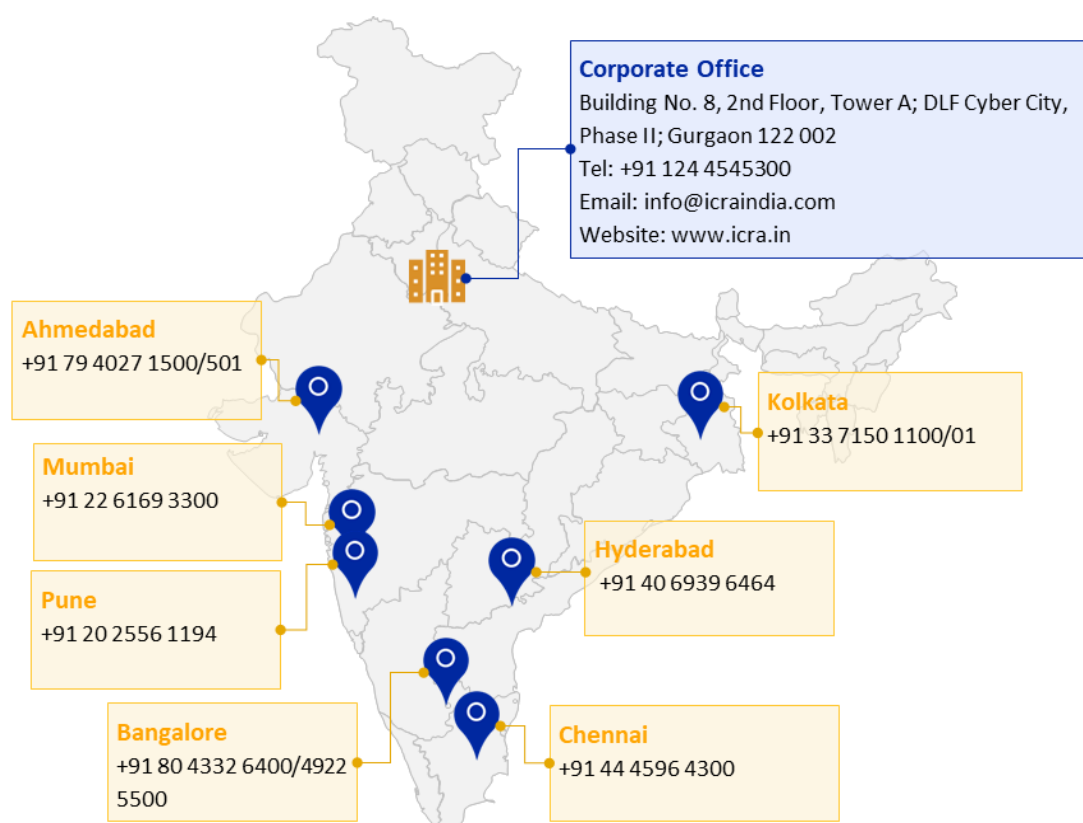 Corporate Office
Building No. 8, 2nd Floor, Tower A; DLF Cyber City,
Phase II; Gurgaon 122 002
Tel: +91 124 4545300
Email: info@icraindia.com
Website: www.icra.in
Ahmedabad
+91 79 4027 1500/501
Kolkata
+91 33 7150 1100/01
Mumbai
+91 22 6169 3300
Hyderabad
+91 40 6939 6464
Pune
+91 20 2556 1194
Bangalore
+91 80 4332 6400/4922
5500
Chennai
+91 44 4596 4300